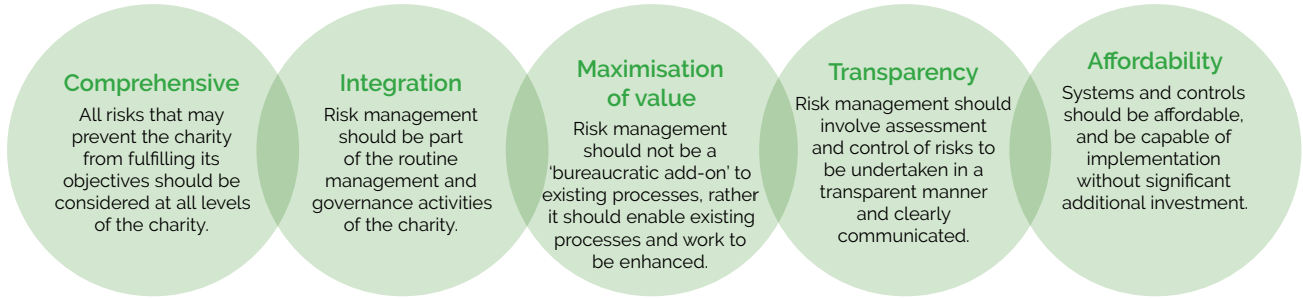 Comprehensive
All risks that may
prevent the charity
from fulfilling its
objectives should be
considered at all levels
of the charity.
Integration
Risk management
should be part
of the routine
management and
governance activities
of the charity.
Maximisation
of value
Risk management
should not be a
‘bureaucratic add-on’ to
existing processes, rather
it should enable existing
processes and work to
be enhanced.
Transparency
Risk management should
involve assessment
and control of risks to
be undertaken in a
transparent manner
and clearly
communicated.
Affordability
Systems and controls
should be affordable,
and be capable of
implementation
without significant
additional investment.